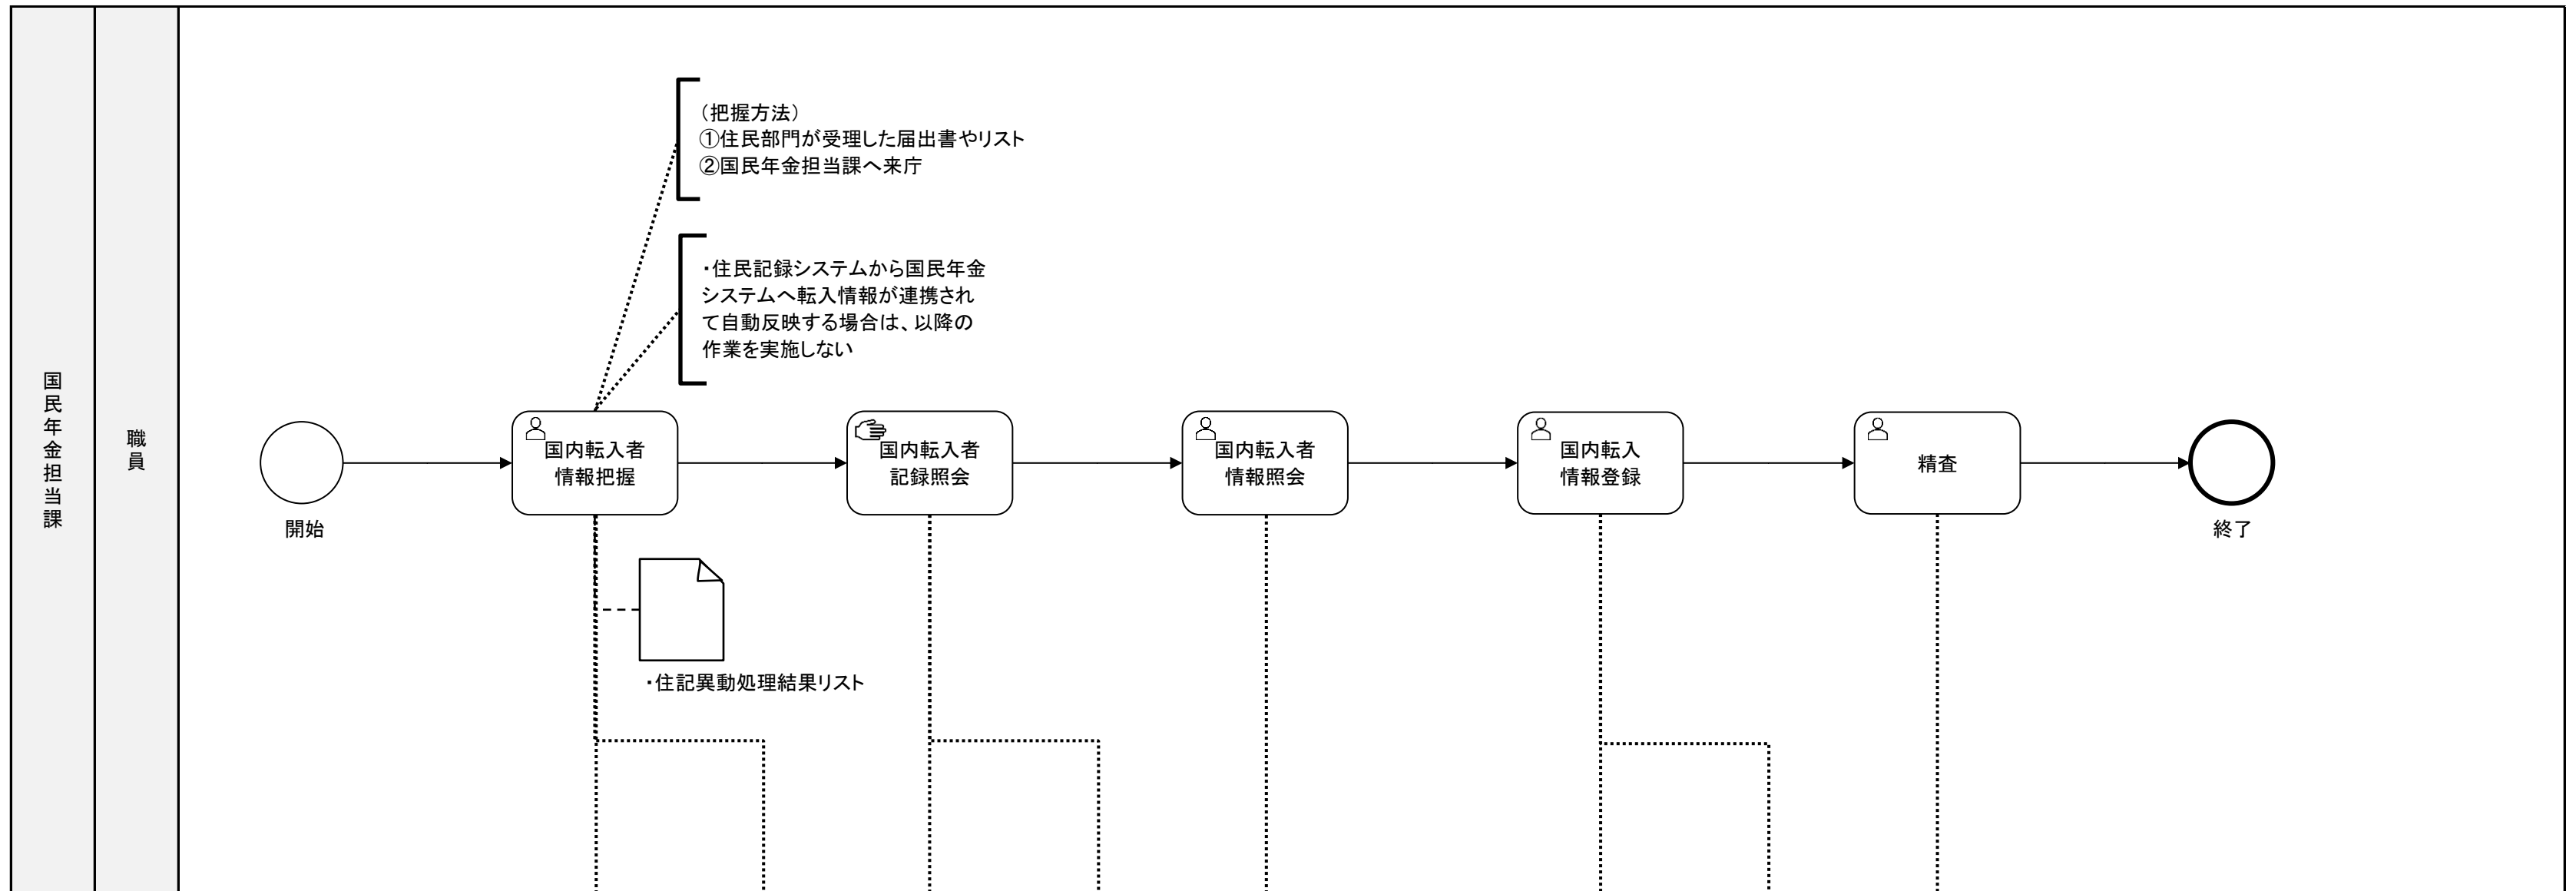 国民年金担当課
職員
（把握方法）
①住民部門が受理した届出書やリスト
②国民年金担当課へ来庁
・住民記録システムから国民年金
システムへ転入情報が連携され
て自動反映する場合は、以降の
作業を実施しない
開始
国内転入者
情報把握
国内転入者
記録照会
国内転入者
情報照会
国内転入
情報登録
精査
終了
・住記異動処理結果リスト